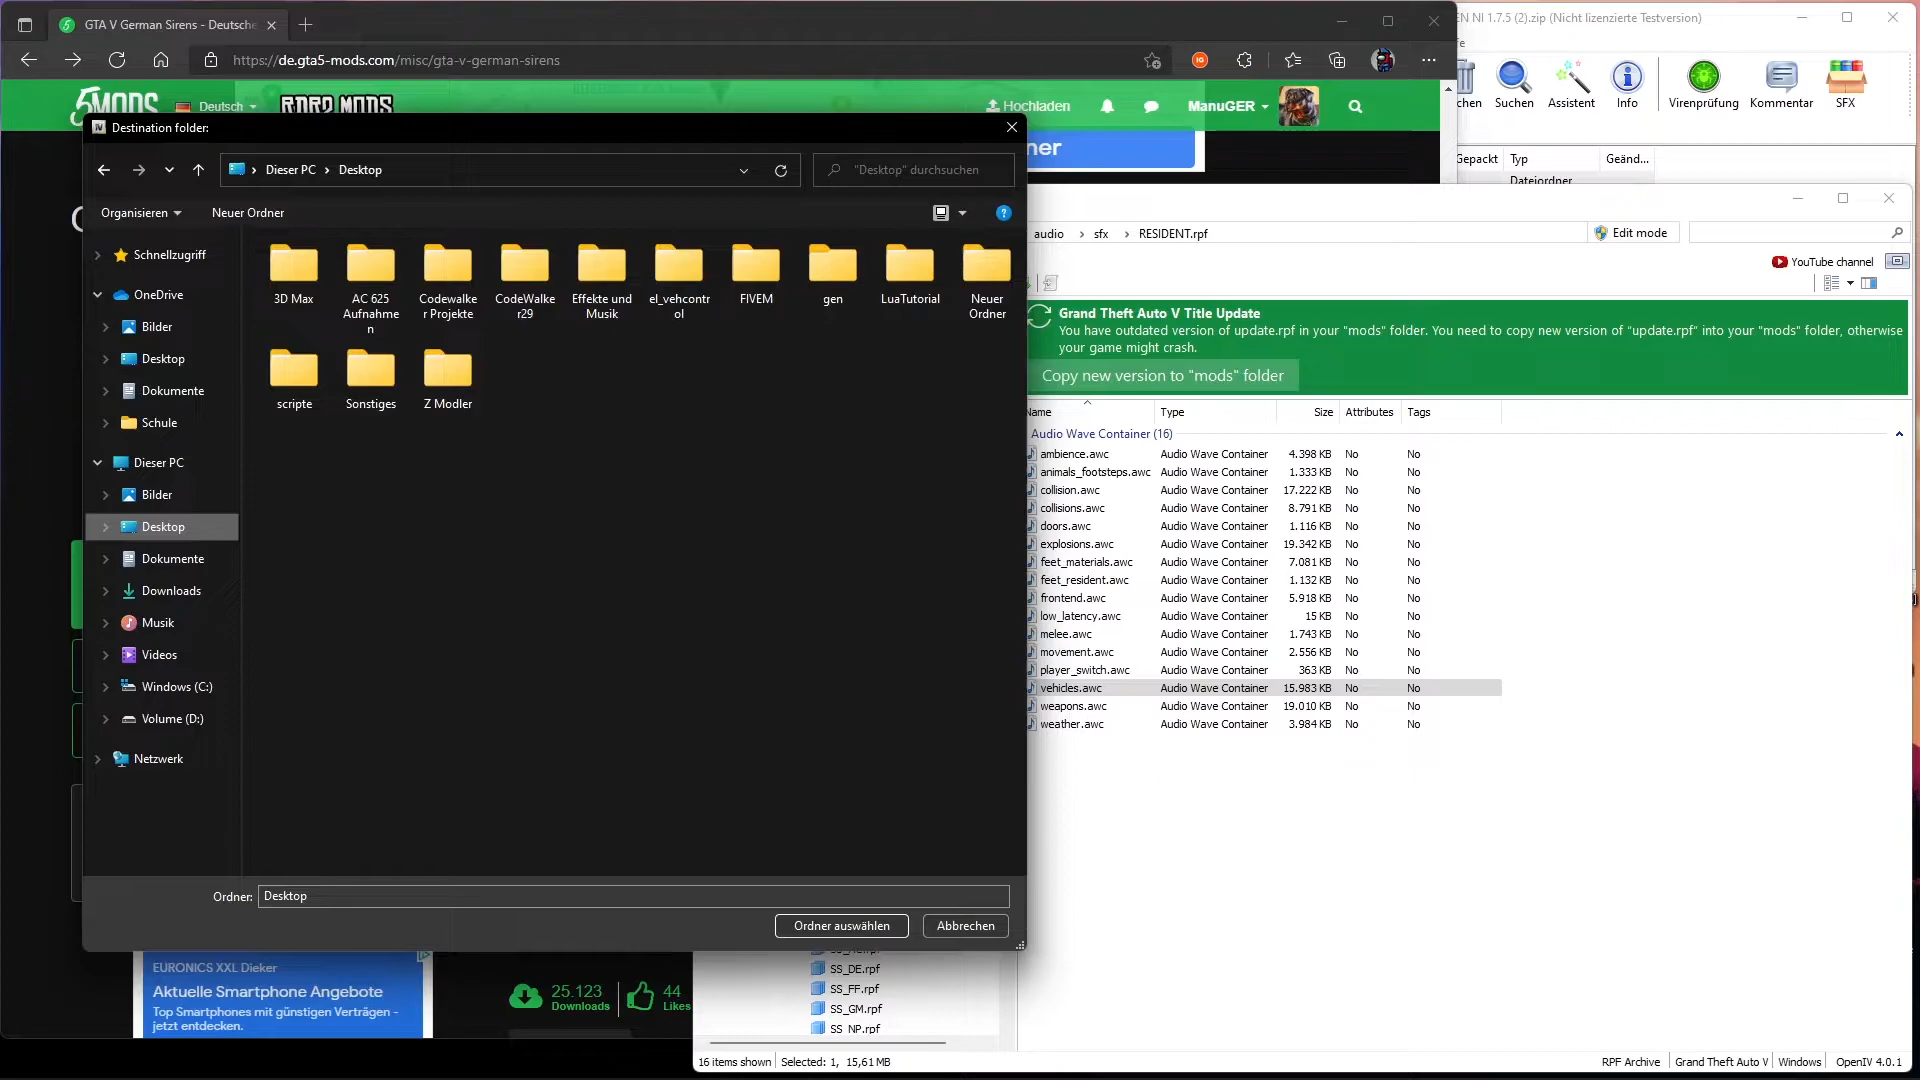 GTA V German Sirens - Deutsche
https://de.gta5-mods.com/misc/gta-v-german-sirens
5MODS
Deutsch
RDR2 MODS
Hochladen
ManuGER
EN NI 1.7.5 (2).zip (Nicht lizenzierte Testversion)
fe
chen
Suchen
Assistent
Info
Virenprüfung
Kommentar
SFX
Gepackt
Typ
Geänd...
Dateiordner
ner
Destination folder:
Dieser PC
Desktop
"Desktop" durchsuchen
Organisieren
Neuer Ordner
Schnellzugriff
OneDrive
Bilder
Desktop
Dokumente
Schule
Dieser PC
Bilder
Desktop
Dokumente
Downloads
Musik
Videos
Windows (C:)
Volume (D:)
Netzwerk
3D Max
AC 625
Aufnahme
n
Codewalke
r Projekte
CodeWalke
r29
Effekte und
Musik
el_vehcontr
ol
FIVEM
gen
LuaTutorial
Neuer
Ordner
scripte
Sonstiges
Z Modler
Ordner:
Desktop
Ordner auswählen
Abbrechen
audio
sfx
RESIDENT.rpf
Edit mode
YouTube channel
Grand Theft Auto V Title Update
You have outdated version of update.rpf in your "mods" folder. You need to copy new version of "update.rpf" into your "mods" folder, otherwise
your game might crash.
Copy new version to "mods" folder
Name Type Size Attributes Tags
Audio Wave Container (16)
ambience.awc Audio Wave Container 4.398 KB No No
animals_footsteps.awc Audio Wave Container 1.333 KB No No
collision.awc Audio Wave Container 17.222 KB No No
collisions.awc Audio Wave Container 8.791 KB No No
doors.awc Audio Wave Container 1.116 KB No No
explosions.awc Audio Wave Container 19.342 KB No No
feet_materials.awc Audio Wave Container 7.081 KB No No
feet_resident.awc Audio Wave Container 1.132 KB No No
frontend.awc Audio Wave Container 5.918 KB No No
low_latency.awc Audio Wave Container 15 KB No No
melee.awc Audio Wave Container 1.743 KB No No
movement.awc Audio Wave Container 2.556 KB No No
player_switch.awc Audio Wave Container 363 KB No No
vehicles.awc Audio Wave Container 15.983 KB No No
weapons.awc Audio Wave Container 19.010 KB No No
weather.awc Audio Wave Container 3.984 KB No No
EURONICS XXL Dieker
Aktuelle Smartphone Angebote
Top Smartphones mit günstigen Verträgen -
jetzt entdecken.
25.123
Downloads
44
Likes
SS_DE.rpf
SS_FF.rpf
SS_GM.rpf
SS_NP.rpf
16 items shown
Selected: 1, 15,61 MB
RPF Archive
Grand Theft Auto V
Windows
OpenIV 4.0.1